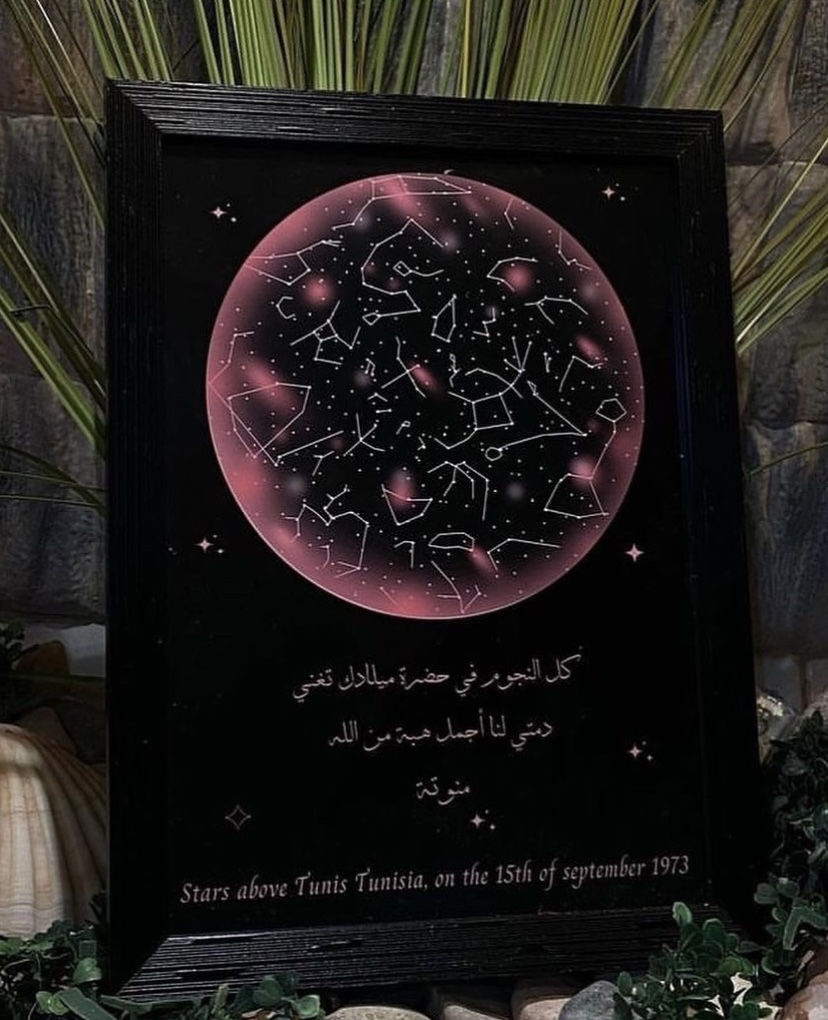 كل النجوم في حضرة ميلادك تغني
دمتي لنا أجمل هبة من الله
منوتة
Stars above Tunis Tunisia, on the 15th of september 1973